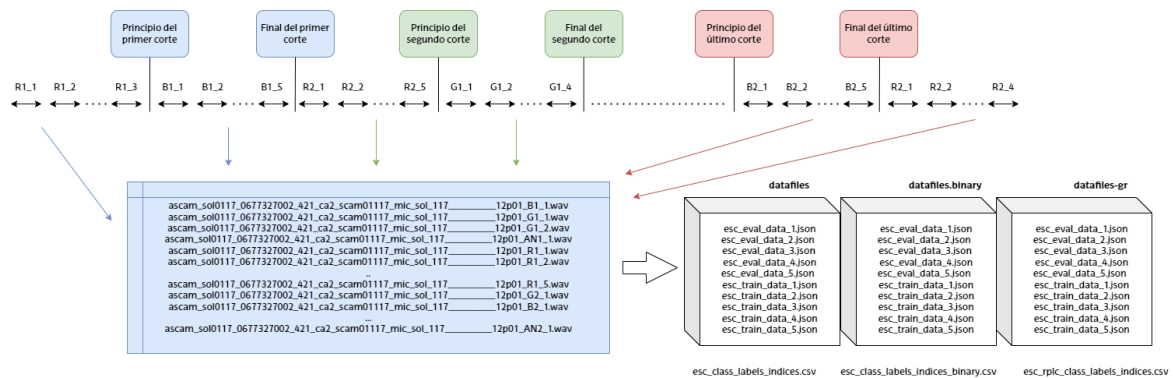 Principio del
primer corte
Final del primer
corte
Principio del
segundo corte
Final del
segundo corte
Principio del
último corte
Final del último
corte
R1_1 R1_2 R1_3 B1_1 B1_2 B1_5 R2_1 R2_2 R2_5 G1_1 G1_2 G1_4 B2_1 B2_2 B2_5 R2_1 R2_2 R2_4
ascam_sol0117_0677327002_421_ca2_scam01117_mic_sol_117_________12p01_B1_1.wav
ascam_sol0117_0677327002_421_ca2_scam01117_mic_sol_117_________12p01_G1_1.wav
ascam_sol0117_0677327002_421_ca2_scam01117_mic_sol_117_________12p01_G1_2.wav
ascam_sol0117_0677327002_421_ca2_scam01117_mic_sol_117_________12p01_AN1_1.wav
ascam_sol0117_0677327002_421_ca2_scam01117_mic_sol_117_________12p01_R1_1.wav
ascam_sol0117_0677327002_421_ca2_scam01117_mic_sol_117_________12p01_R1_2.wav
..
ascam_sol0117_0677327002_421_ca2_scam01117_mic_sol_117_________12p01_R1_5.wav
ascam_sol0117_0677327002_421_ca2_scam01117_mic_sol_117_________12p01_G2_1.wav
ascam_sol0117_0677327002_421_ca2_scam01117_mic_sol_117_________12p01_B2_1.wav
...
ascam_sol0117_0677327002_421_ca2_scam01117_mic_sol_117_________12p01_AN2_1.wav
datafiles
esc_eval_data_1.json
esc_eval_data_2.json
esc_eval_data_3.json
esc_eval_data_4.json
esc_eval_data_5.json
esc_train_data_1.json
esc_train_data_2.json
esc_train_data_3.json
esc_train_data_4.json
esc_train_data_5.json
esc_class_labels_indices.csv
datafiles.binary
esc_eval_data_1.json
esc_eval_data_2.json
esc_eval_data_3.json
esc_eval_data_4.json
esc_eval_data_5.json
esc_train_data_1.json
esc_train_data_2.json
esc_train_data_3.json
esc_train_data_4.json
esc_train_data_5.json
esc_class_labels_indices_binary.csv
datafiles-gr
esc_eval_data_1.json
esc_eval_data_2.json
esc_eval_data_3.json
esc_eval_data_4.json
esc_eval_data_5.json
esc_train_data_1.json
esc_train_data_2.json
esc_train_data_3.json
esc_train_data_4.json
esc_train_data_5.json
esc_rplc_class_labels_indices.csv